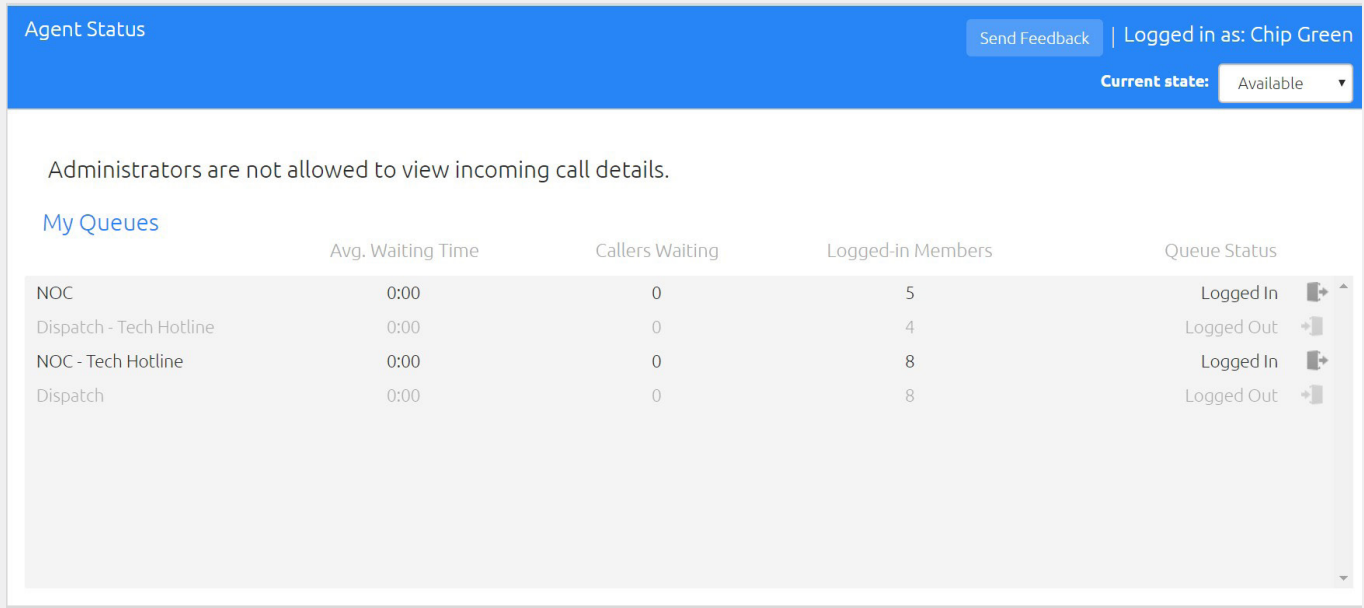 Agent Status
Send Feedback | Logged in as: Chip Green
Current state: Available
Administrators are not allowed to view incoming call details.
My Queues
Avg. Waiting Time Callers Waiting Logged-in Members Queue Status
NOC 0:00 0 5 Logged In
Dispatch - Tech Hotline 0:00 0 4 Logged Out
NOC - Tech Hotline 0:00 0 8 Logged In
Dispatch 0:00 0 8 Logged Out